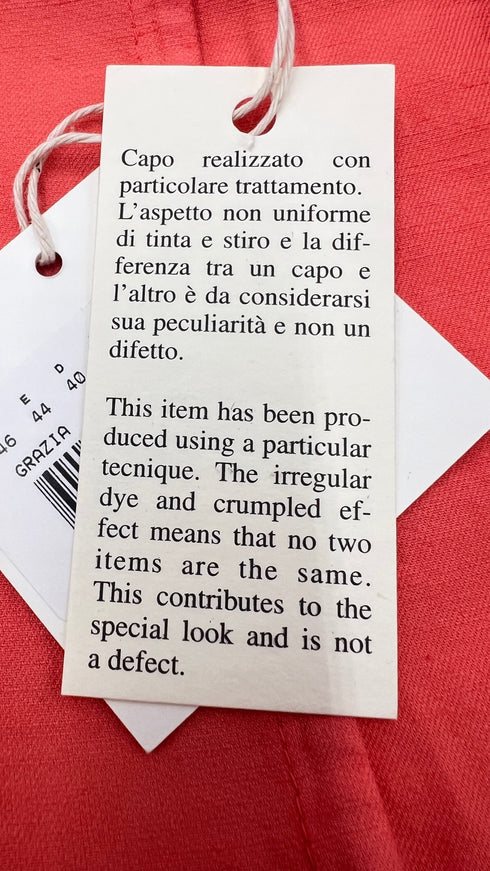 Capo realizzato con
particolare trattamento.
L'aspetto non uniforme
di tinta e stiro e la dif-
ferenza tra un capo e
l'altro è da considerarsi
sua peculiarità e non un
difetto.
This item has been pro-
duced using a particular
tecnique. The irregular
dye and crumpled ef-
fect means that no two
items are the same.
This contributes to the
special look and is not
a defect.
E D
46 44 40
GRAZIA